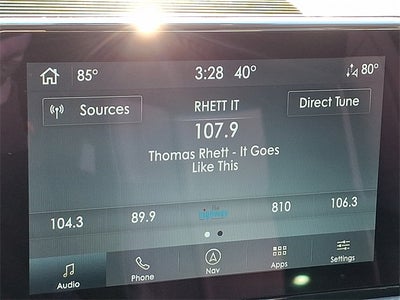 85° 3:28 40° 80°
Sources RHETT IT Direct Tune
107.9
Thomas Rhett - It Goes
Like This
104.3 89.9 810 106.3
Audio Phone Nav Apps Settings